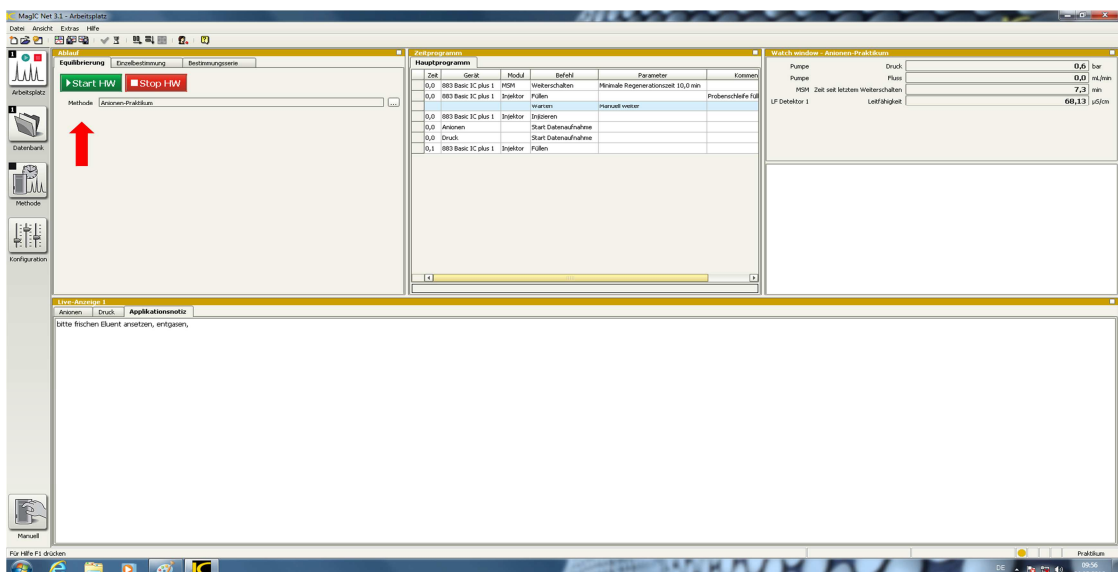 MagIC Net 3.1 - Arbeitsplatz
Datei Ansicht Extras Hilfe
Arbeitsplatz
Datenbank
Methode
Konfiguration
Manuell
Ablauf
Equilibrierung Einzelbestimmung Bestimmungsserie
Start HW Stop HW
Methode Anionen-Praktikum ...
Zeitprogramm
Hauptprogramm
Zeit Gerät Modul Befehl Parameter Kommen
0,0 883 Basic IC plus 1 MSM Weiterschalten Minimale Regenerationszeit 10,0 min
0,0 883 Basic IC plus 1 Injektor Füllen Probenschleife füll
Warten Manuell weiter
0,0 883 Basic IC plus 1 Injektor Injizieren
0,0 Anionen Start Datenaufnahme
0,0 Druck Start Datenaufnahme
0,1 883 Basic IC plus 1 Injektor Füllen
Watch window - Anionen-Praktikum
Pumpe Druck 0,6 bar
Pumpe Fluss 0,0 mL/min
MSM Zeit seit letztem Weiterschalten 7,3 min
LF Detektor 1 Leitfähigkeit 68,13 µS/cm
Live-Anzeige 1
Anionen Druck Applikationsnotiz
bitte frischen Eluent ansetzen, entgasen,
Für Hilfe F1 drücken
Praktikum
DE 09:56